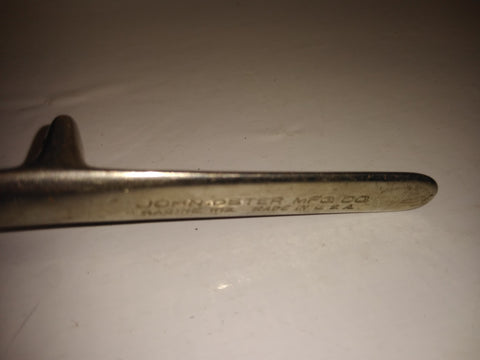 JOHN OSTER MFG. CO.
RACINE, WIS. MADE IN U.S.A.